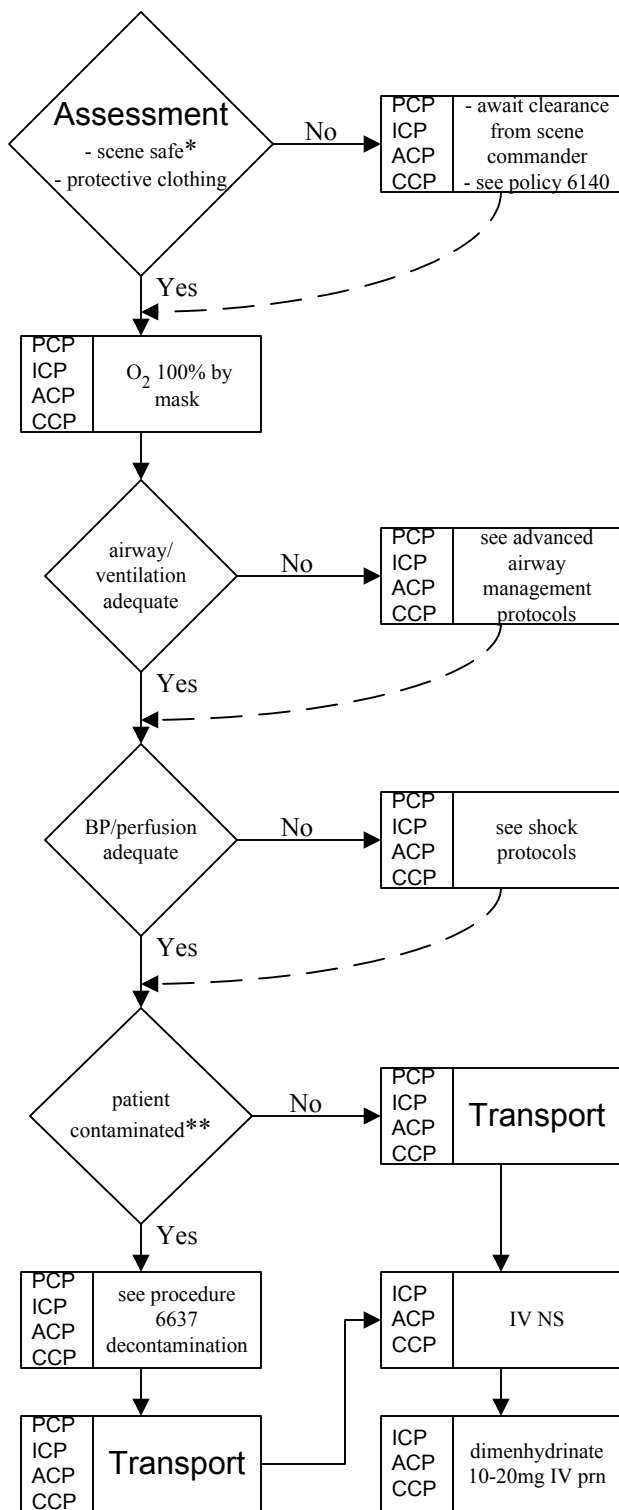 Assessment
- scene safe*
- protective clothing
No
PCP
ICP
ACP
CCP
- await clearance
from scene
commander
- see policy 6140
Yes
PCP
ICP
ACP
CCP
O2 100% by
mask
airway/
ventilation
adequate
No
PCP
ICP
ACP
CCP
see advanced
airway
management
protocols
Yes
BP/perfusion
adequate
No
PCP
ICP
ACP
CCP
see shock
protocols
Yes
patient
contaminated**
No
PCP
ICP
ACP
CCP
Transport
Yes
PCP
ICP
ACP
CCP
see procedure
6637
decontamination
ICP
ACP
CCP
IV NS
PCP
ICP
ACP
CCP
Transport
ICP
ACP
CCP
dimenhydrinate
10-20mg IV prn